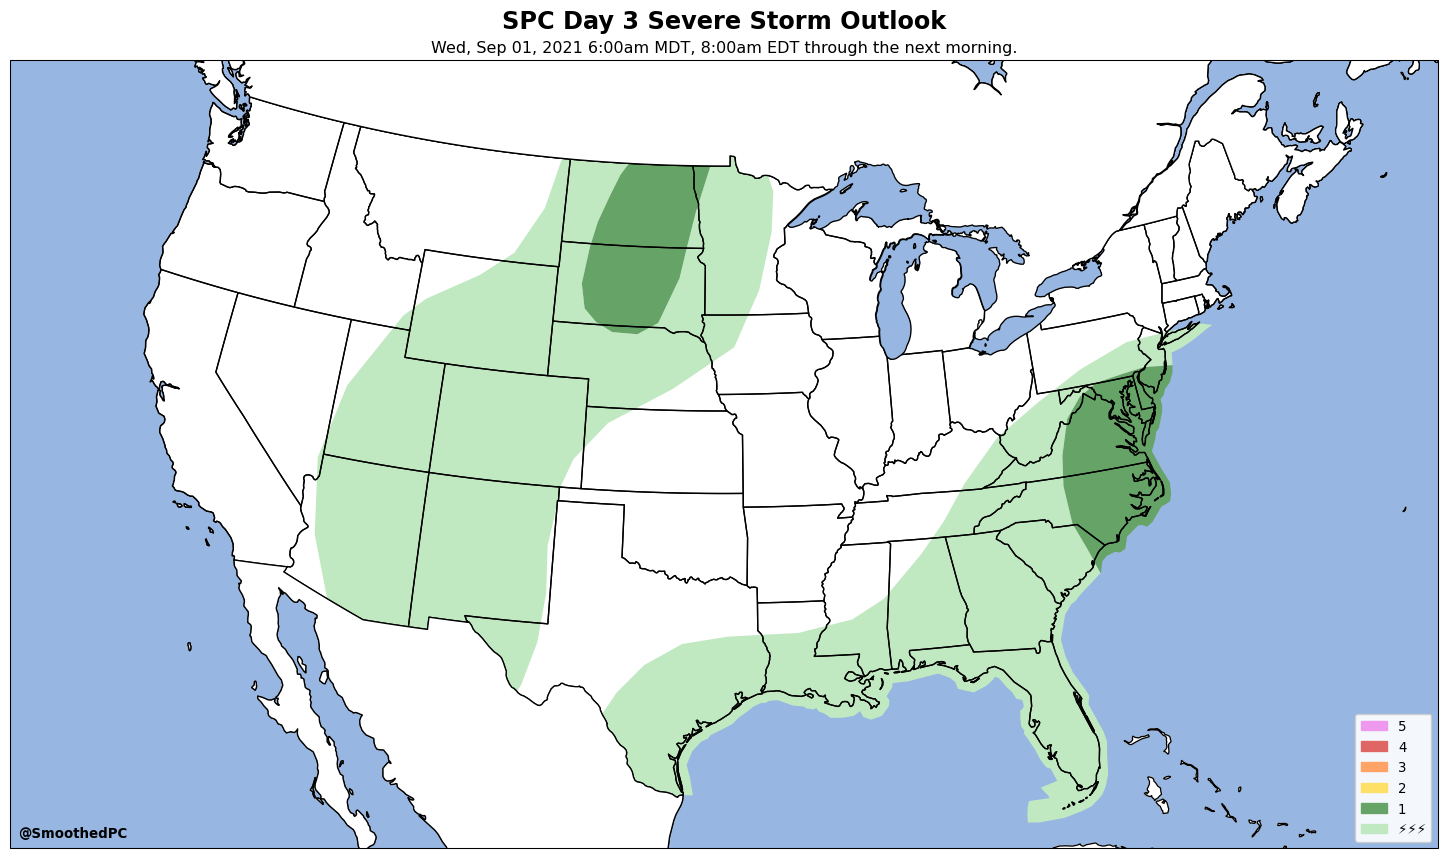 SPC Day 3 Severe Storm Outlook
Wed, Sep 01, 2021 6:00am MDT, 8:00am EDT through the next morning.
5
4
3
2
1
⚡⚡⚡
@SmoothedPC